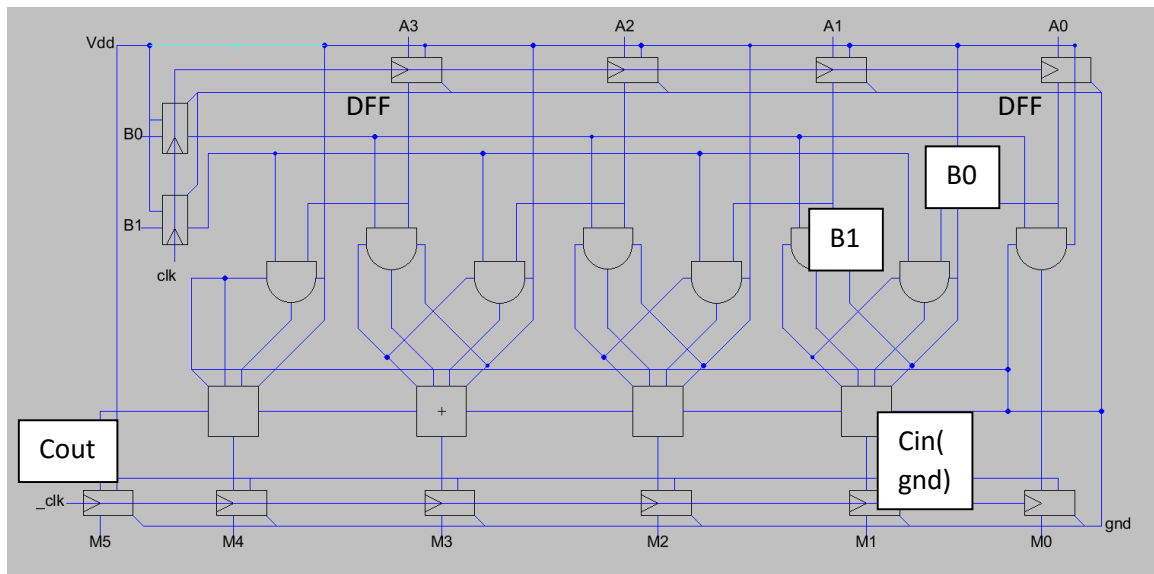 A3 A2 A1 A0
Vdd
DFF DFF
B0
B0
B1
B1
clk
+
Cout
Cin(
gnd)
_clk
gnd
M5 M4 M3 M2 M1 M0